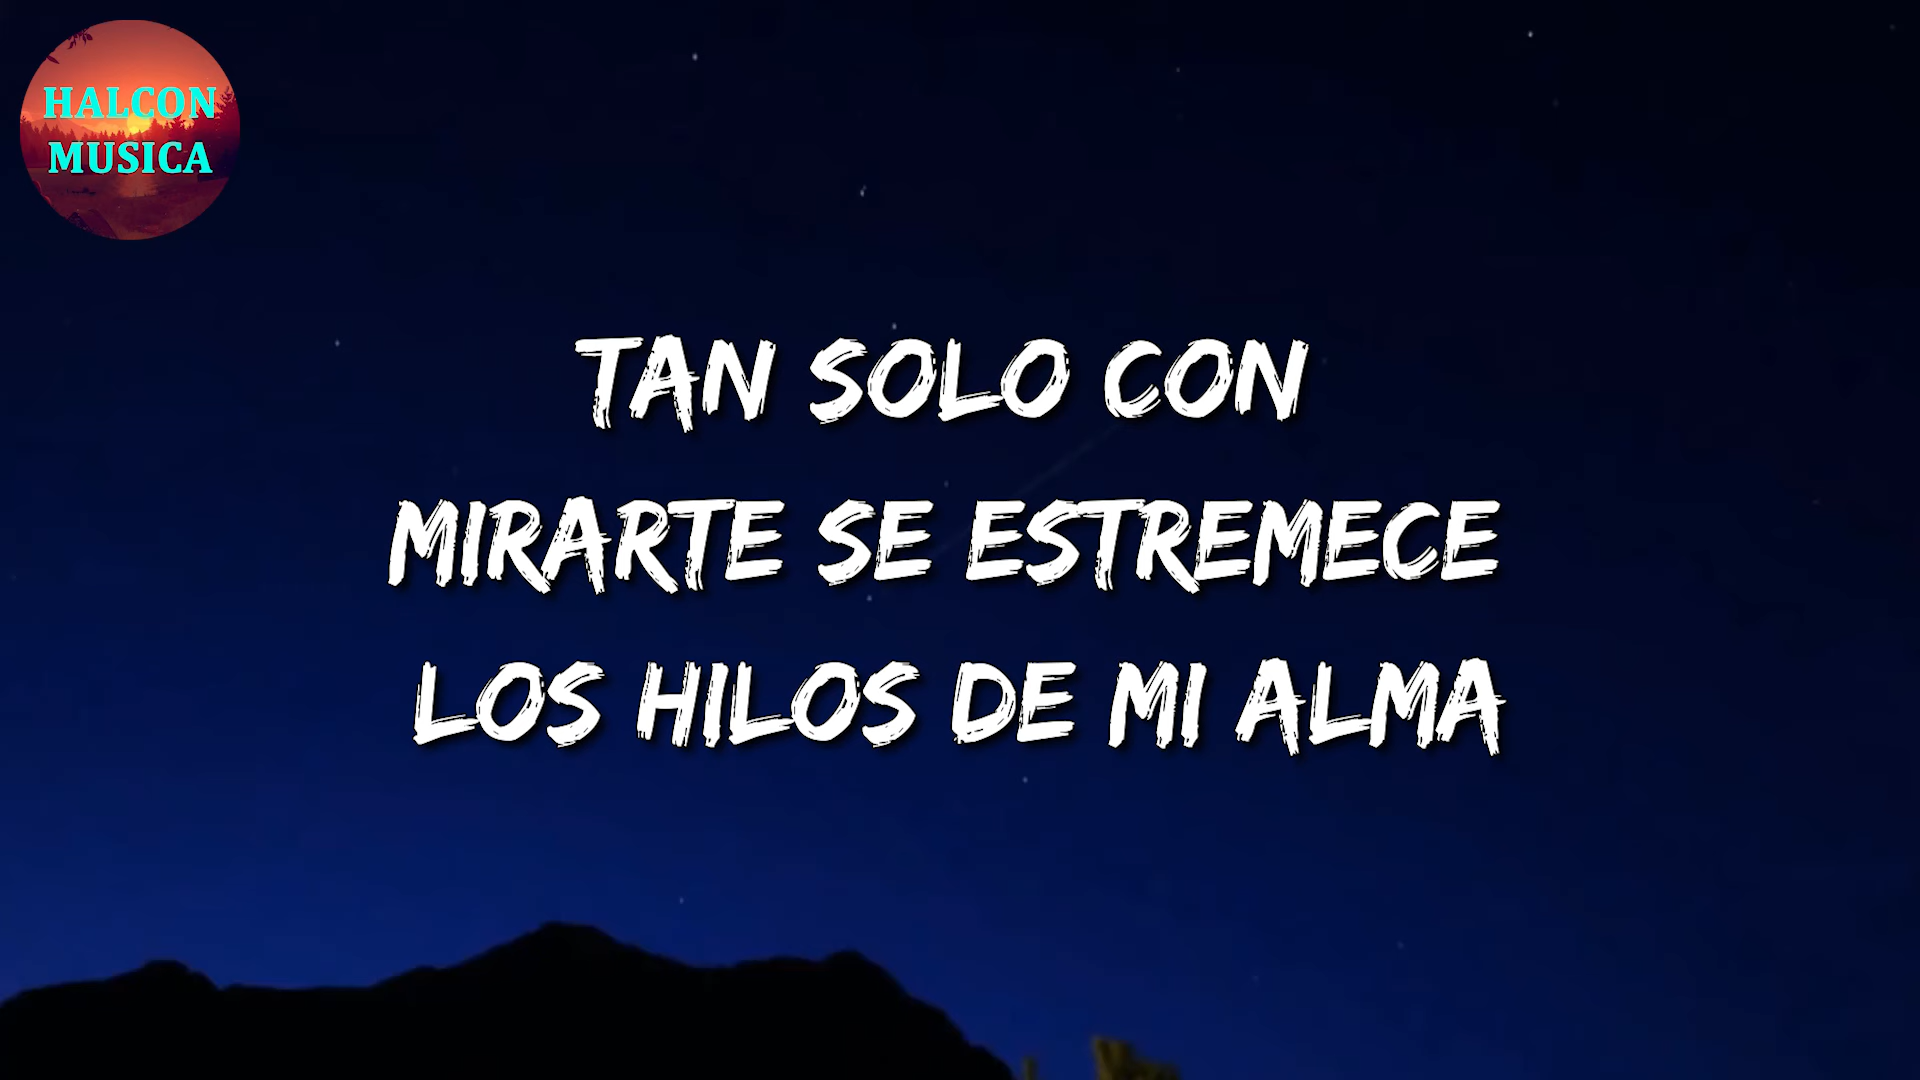 HALCON
MUSICA
TAN SOLO CON
MIRARTE SE ESTREMECE
LOS HILOS DE MI ALMA